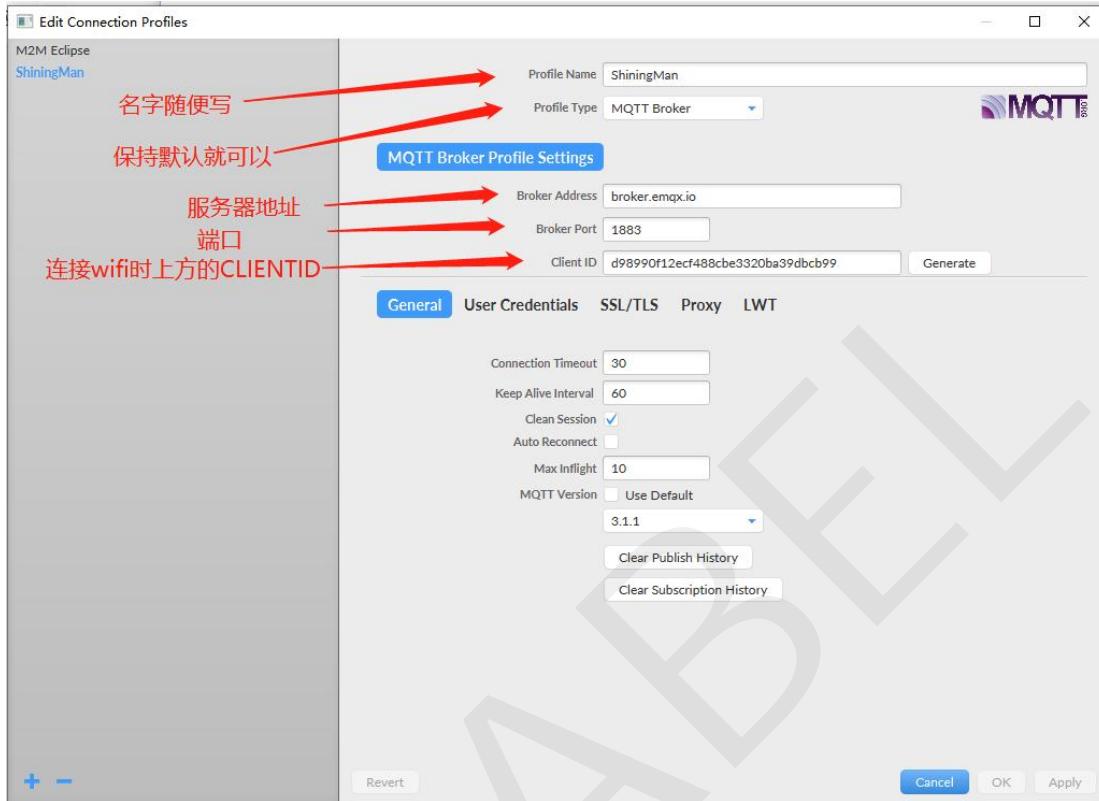 Edit Connection Profiles
M2M Eclipse
ShiningMan
Profile Name ShiningMan
名字随便写
Profile Type MQTT Broker
MQTT.ORG
保持默认就可以
MQTT Broker Profile Settings
服务器地址
Broker Address broker.emqx.io
端口
Broker Port 1883
连接wifi时上方的CLIENTID
Client ID d98990f12ecf488cbe3320ba39dbcb99 Generate
General User Credentials SSL/TLS Proxy LWT
Connection Timeout 30
Keep Alive Interval 60
Clean Session
Auto Reconnect
Max Inflight 10
MQTT Version Use Default
3.1.1
Clear Publish History
Clear Subscription History
Revert Cancel OK Apply
ABEL